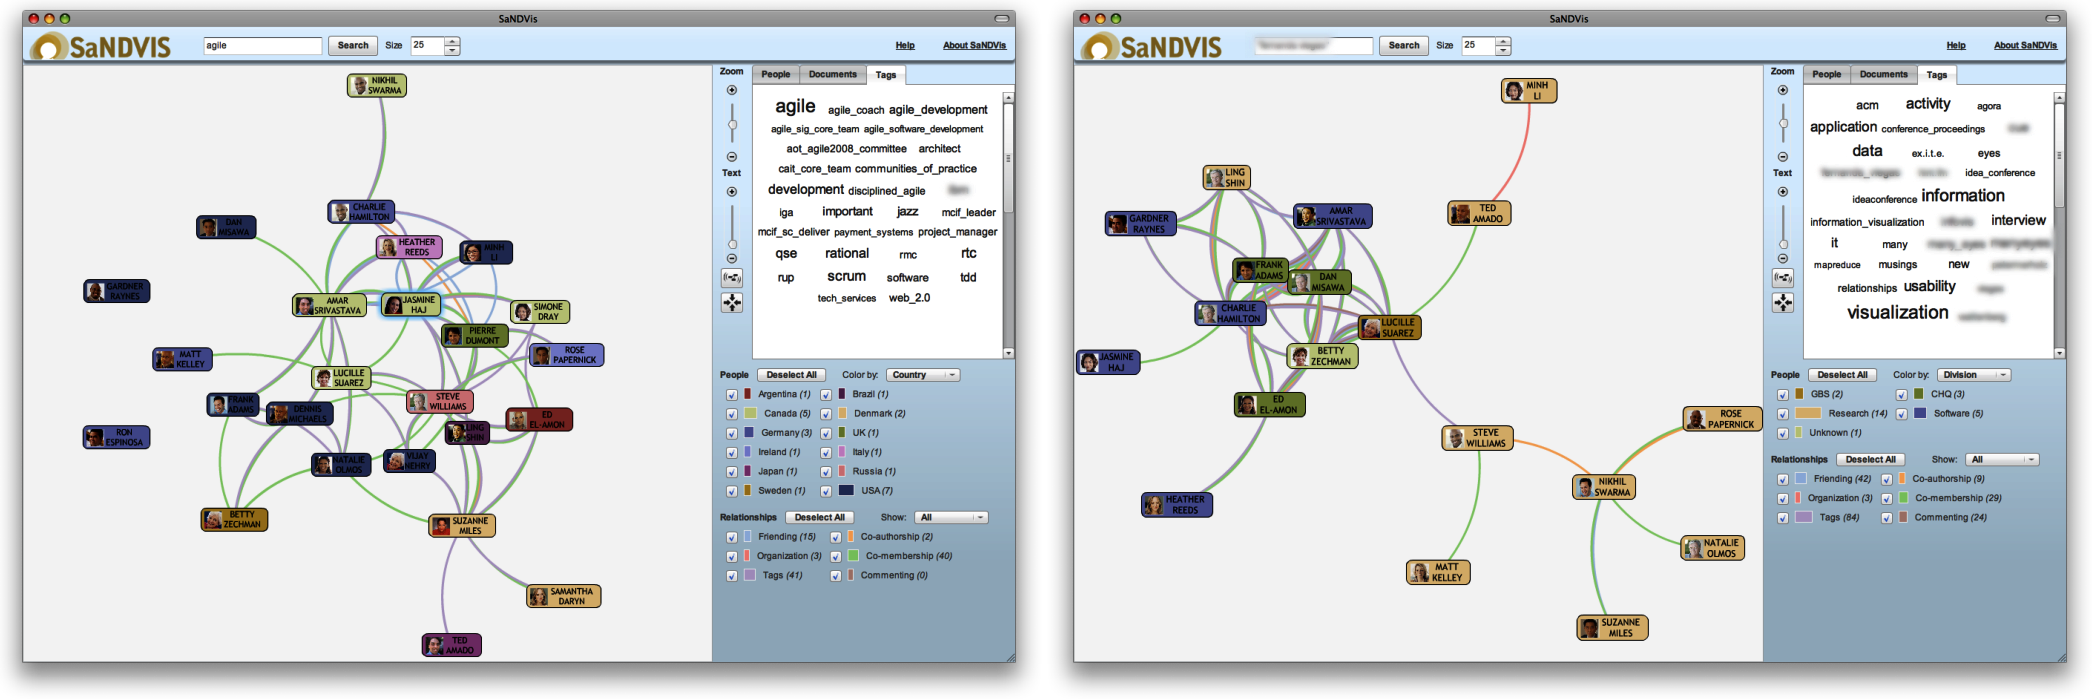 SaNDVis
SaNDVIS
agile
Search
Size
25
Help
About SaNDVis
NIKHIL
SWARMA
CHARLIE
HAMILTON
DAN
MISAWA
HEATHER
REEDS
MINH
LI
GARDNER
RAYNES
AMAR
SRIVASTAVA
JASMINE
HAJ
SIMONE
DRAY
PIERRE
DUMONT
ROSE
PAPERNICK
MATT
KELLEY
LUCILLE
SUAREZ
FRANK
ADAMS
DENNIS
MICHAELS
STEVE
WILLIAMS
ED
EL-AMON
LING
SHIN
RON
ESPINOSA
NATALIE
OLMOS
VIJAY
NEHRY
BETTY
ZECHMAN
SUZANNE
MILES
SAMANTHA
DARYN
TED
AMADO
Zoom
Text
People
Documents
Tags
agile agile_coach agile_development
agile_sig_core_team agile_software_development
aot_agile2008_committee architect
cait_core_team communities_of_practice
development disciplined_agile
iga important jazz mcif_leader
mcif_sc_deliver payment_systems project_manager
qse rational rmc rtc
rup scrum software tdd
tech_services web_2.0
People Deselect All Color by: Country
Argentina (1) Brazil (1)
Canada (5) Denmark (2)
Germany (3) UK (1)
Ireland (1) Italy (1)
Japan (1) Russia (1)
Sweden (1) USA (7)
Relationships Deselect All Show: All
Friending (15) Co-authorship (2)
Organization (3) Co-membership (40)
Tags (41) Commenting (0)
SaNDVis
SaNDVIS
Search
Size
25
Help
About SaNDVis
MINH
LI
LING
SHIN
TED
AMADO
GARDNER
RAYNES
AMAR
SRIVASTAVA
FRANK
ADAMS
DAN
MISAWA
CHARLIE
HAMILTON
LUCILLE
SUAREZ
JASMINE
HAJ
BETTY
ZECHMAN
ED
EL-AMON
ROSE
PAPERNICK
STEVE
WILLIAMS
NIKHIL
SWARMA
HEATHER
REEDS
NATALIE
OLMOS
MATT
KELLEY
SUZANNE
MILES
Zoom
Text
People
Documents
Tags
acm activity agora
application conference_proceedings
data ex.i.t.e. eyes
idea_conference
ideaconference information
information_visualization interview
it many
mapreduce musings new
relationships usability
visualization
People Deselect All Color by: Division
GBS (2) CHQ (3)
Research (14) Software (5)
Unknown (1)
Relationships Deselect All Show: All
Friending (42) Co-authorship (9)
Organization (3) Co-membership (29)
Tags (84) Commenting (24)